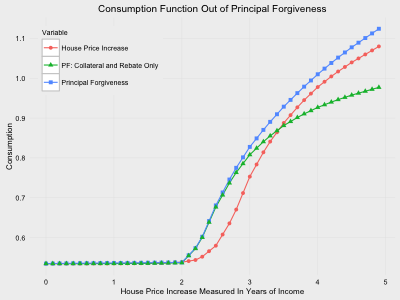 Consumption Function Out of Principal Forgiveness
Variable
House Price Increase
PF: Collateral and Rebate Only
Principal Forgiveness
Consumption
1.1
1.0
0.9
0.8
0.7
0.6
0
1
2
3
4
5
House Price Increase Measured In Years of Income